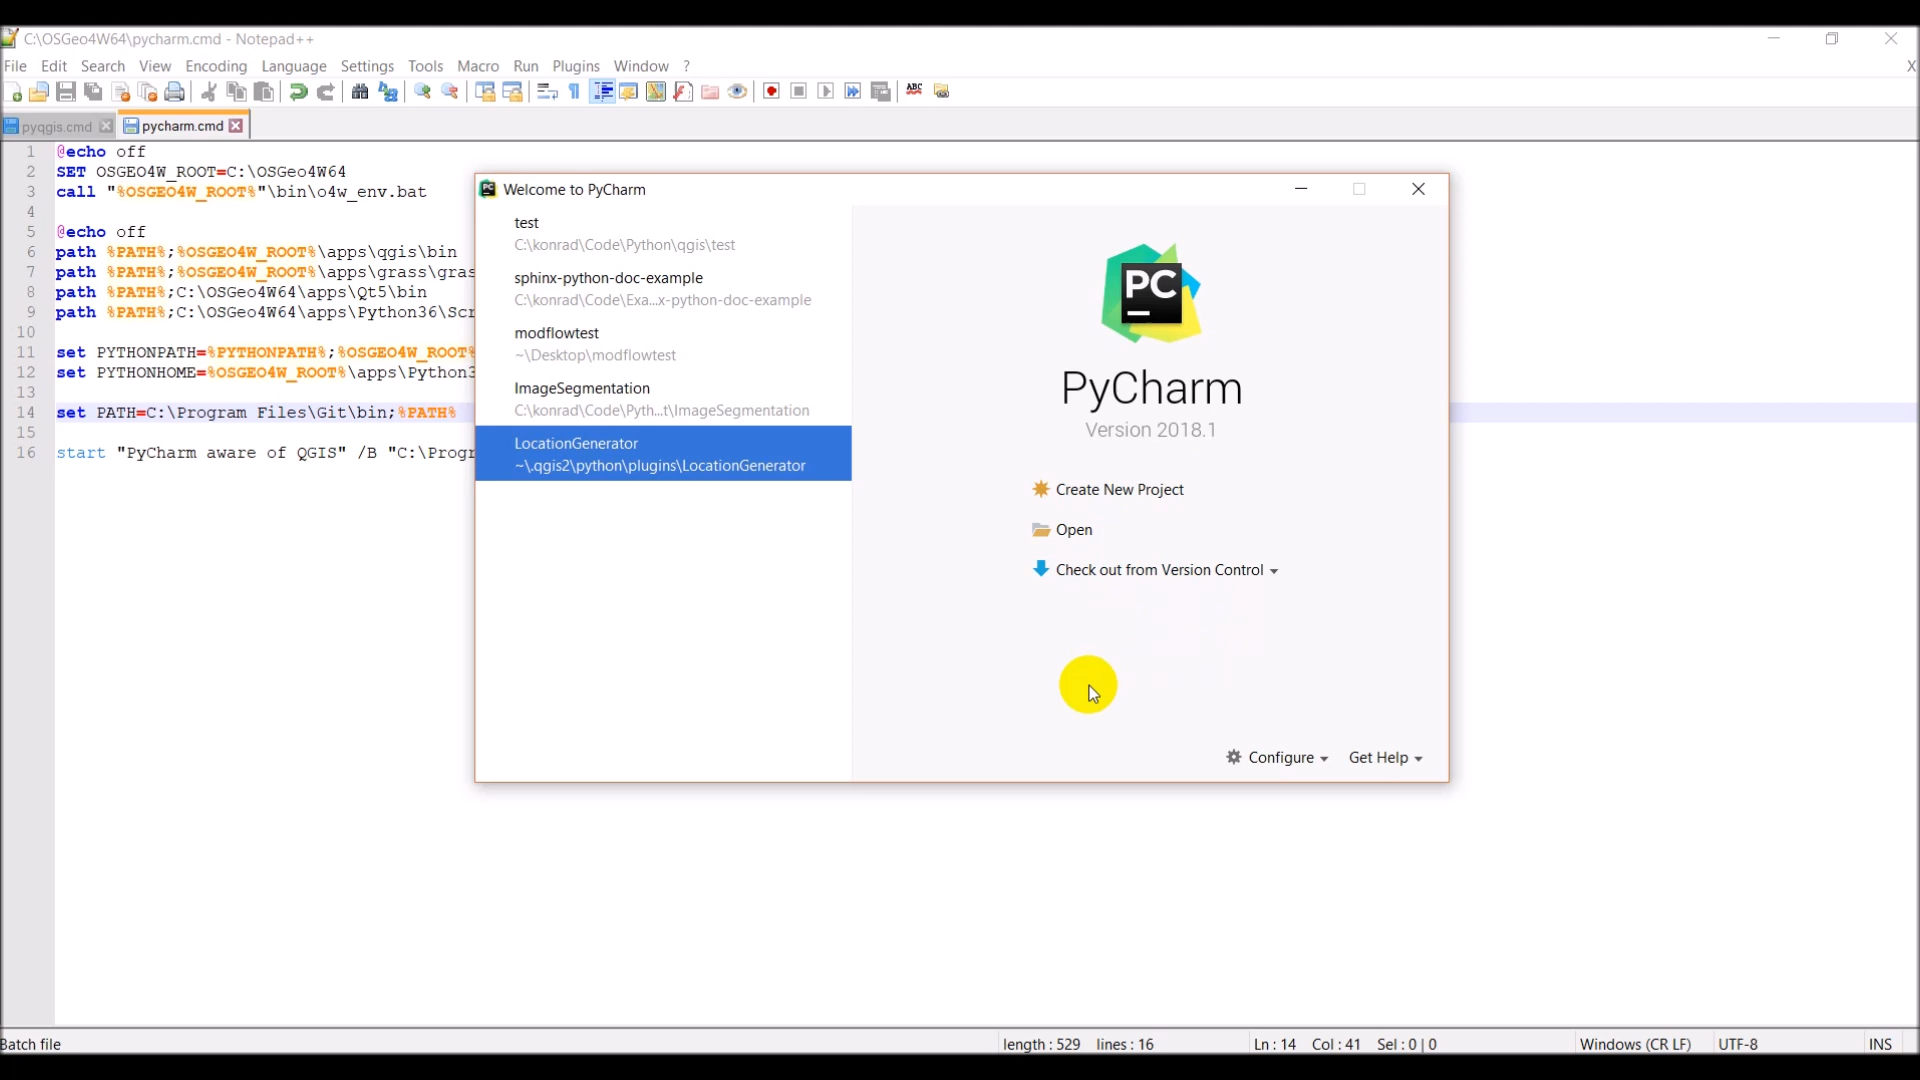 C:\OSGeo4W64\pycharm.cmd - Notepad++
File Edit Search View Encoding Language Settings Tools Macro Run Plugins Window ?
X
ABC
pyqgis.cmd
pycharm.cmd
1 @echo off
2 SET OSGEO4W_ROOT=C:\OSGeo4W64
3 call "%OSGEO4W_ROOT%"\bin\o4w_env.bat
4
5 @echo off
6 path %PATH%;%OSGEO4W_ROOT%\apps\qgis\bin
7 path %PATH%;%OSGEO4W_ROOT%\apps\grass\gras
8 path %PATH%;C:\OSGeo4W64\apps\Qt5\bin
9 path %PATH%;C:\OSGeo4W64\apps\Python36\Scr
10
11 set PYTHONPATH=%PYTHONPATH%;%OSGEO4W_ROOT%
12 set PYTHONHOME=%OSGEO4W_ROOT%\apps\Python3
13
14 set PATH=C:\Program Files\Git\bin;%PATH%
15
16 start "PyCharm aware of QGIS" /B "C:\Progr
PC Welcome to PyCharm
test
C:\konrad\Code\Python\qgis\test
sphinx-python-doc-example
C:\konrad\Code\Exa...x-python-doc-example
modflowtest
~\Desktop\modflowtest
ImageSegmentation
C:\konrad\Code\Pyth...t\ImageSegmentation
LocationGenerator
~\.qgis2\python\plugins\LocationGenerator
PC
PyCharm
Version 2018.1
Create New Project
Open
Check out from Version Control
Configure Get Help
Batch file length : 529 lines : 16 Ln : 14 Col : 41 Sel : 0 | 0 Windows (CR LF) UTF-8 INS